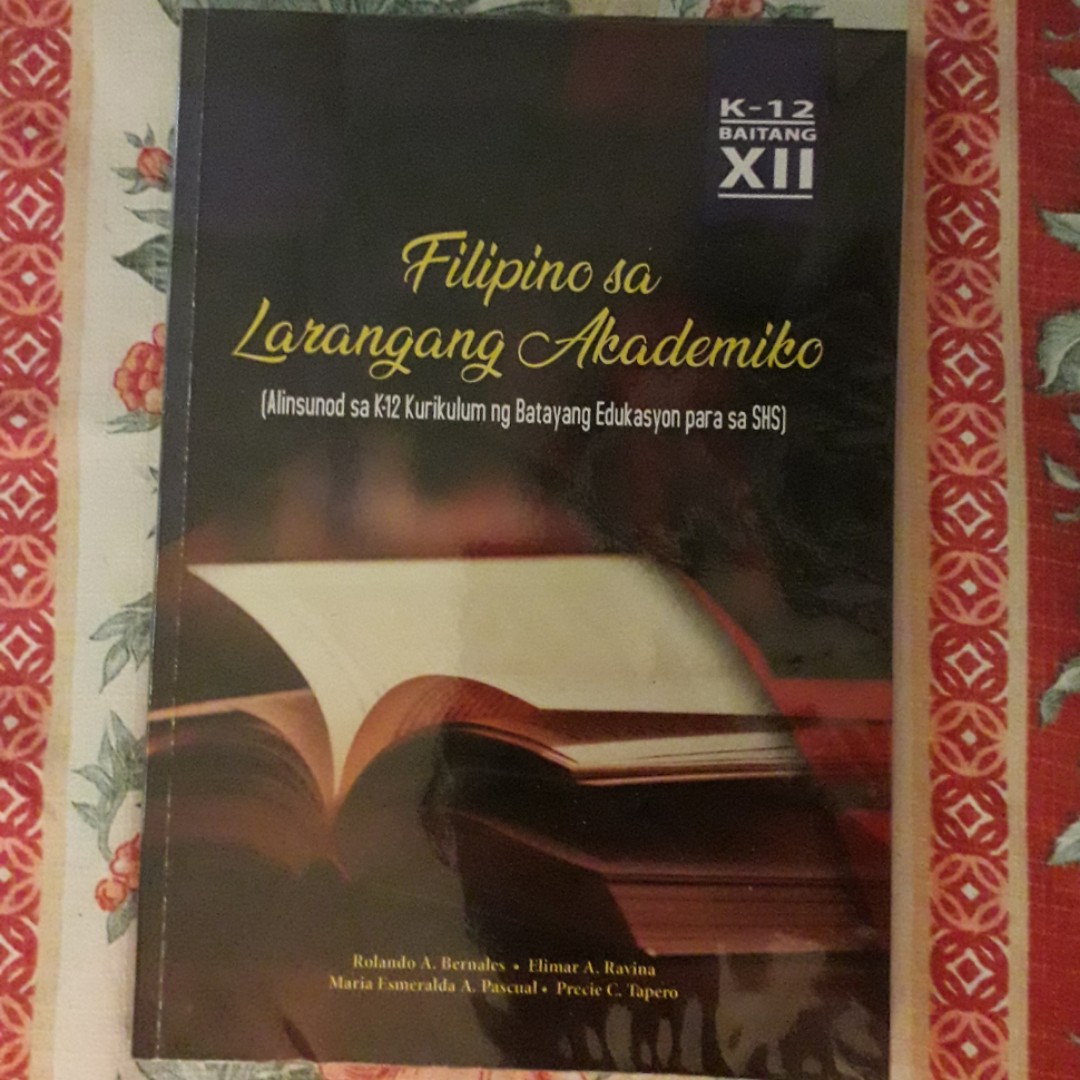 K-12
BAITANG
XII
Filipino sa
Larangang Akademiko
(Alinsunod sa K-12 Kurikulum ng Batayang Edukasyon para sa SHS)
Rolando A. Bernales • Elimar A. Ravina
Maria Esmeralda A. Pascual • Precie C. Tapero